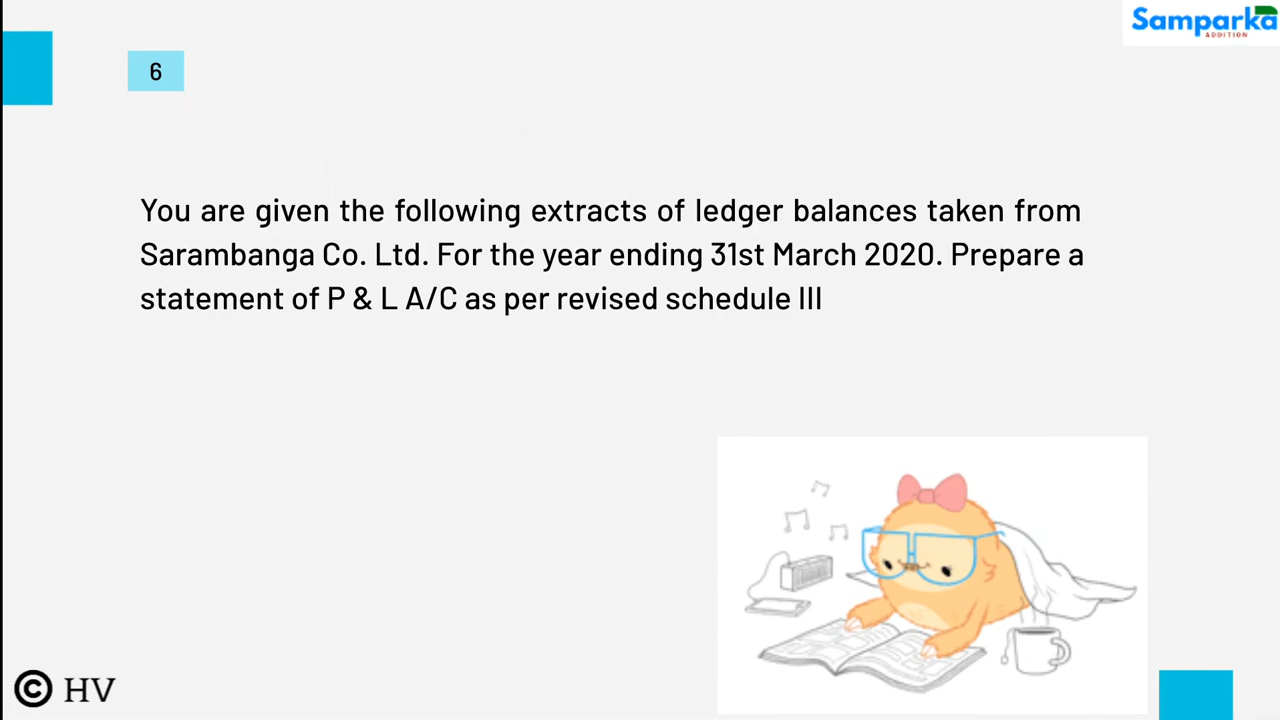 Samparka
ADDITION
6
You are given the following extracts of ledger balances taken from
Sarambanga Co. Ltd. For the year ending 31st March 2020. Prepare a
statement of P & L A/C as per revised schedule III
© HV